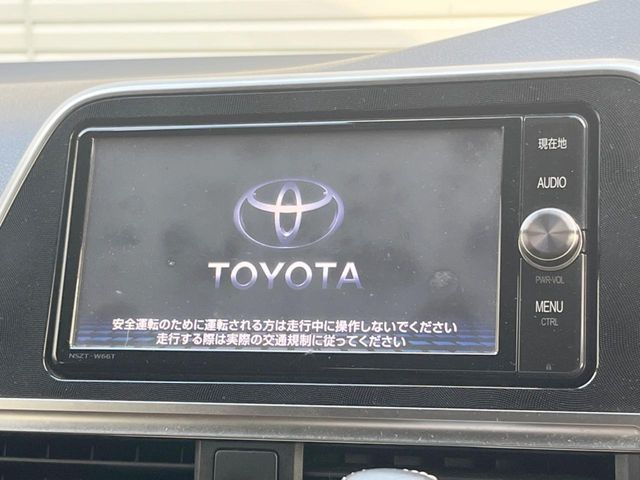 現在地
AUDIO
PWR-VOL
MENU
CTRL
TOYOTA
安全運転のために運転される方は走行中に操作しないでください
走行する際は実際の交通規制に従ってください
NSZT-W66T